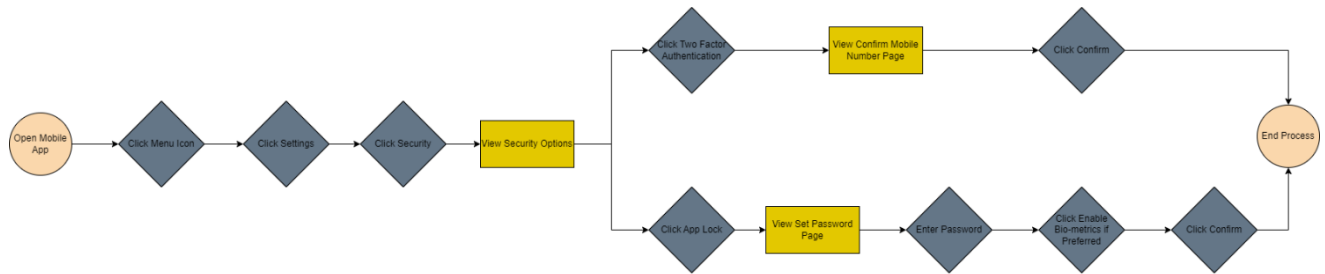 Open Mobile
App
Click Menu Icon
Click Settings
Click Security
View Security Options
Click Two Factor
Authentication
View Confirm Mobile
Number Page
Click Confirm
End Process
Click App Lock
View Set Password
Page
Enter Password
Click Enable
Bio-metrics if
Preferred
Click Confirm